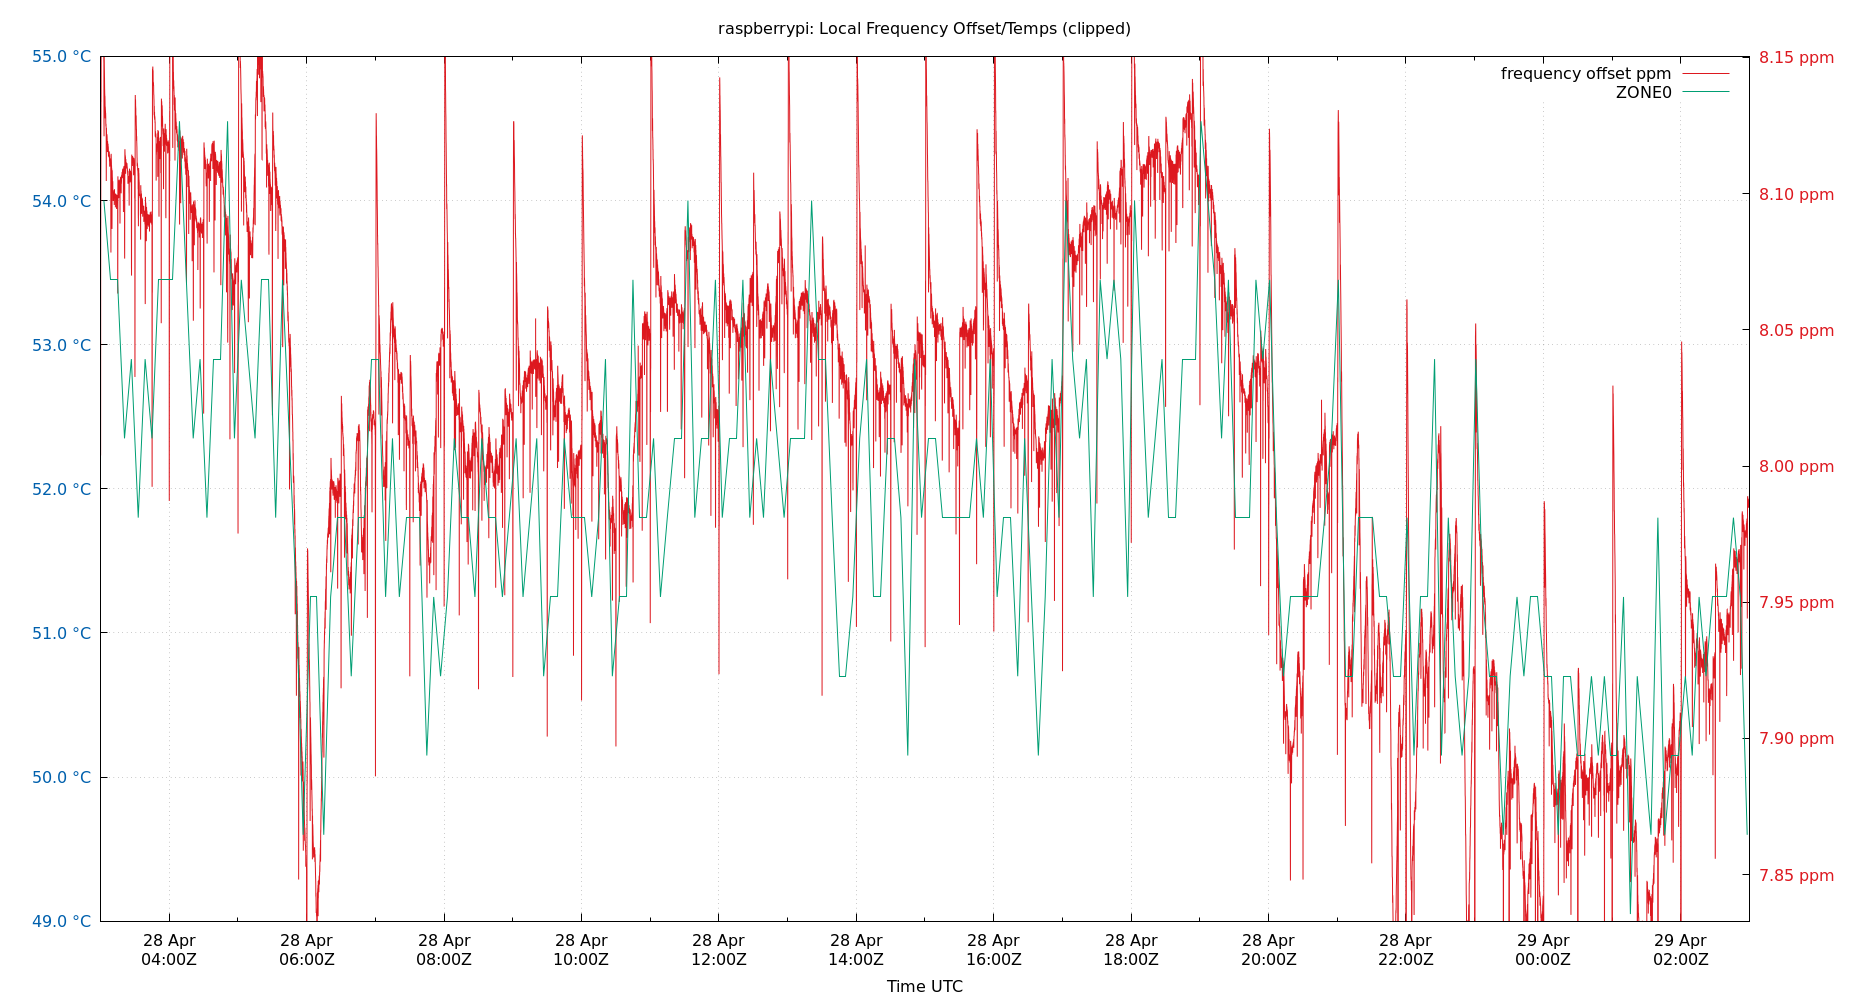 raspberrypi: Local Frequency Offset/Temps (clipped)
55.0 °C
54.0 °C
53.0 °C
52.0 °C
51.0 °C
50.0 °C
49.0 °C
8.15 ppm
8.10 ppm
8.05 ppm
8.00 ppm
7.95 ppm
7.90 ppm
7.85 ppm
frequency offset ppm
ZONE0
28 Apr 28 Apr 28 Apr 28 Apr 28 Apr 28 Apr 28 Apr 28 Apr 28 Apr 28 Apr 29 Apr 29 Apr
04:00Z 06:00Z 08:00Z 10:00Z 12:00Z 14:00Z 16:00Z 18:00Z 20:00Z 22:00Z 00:00Z 02:00Z
Time UTC